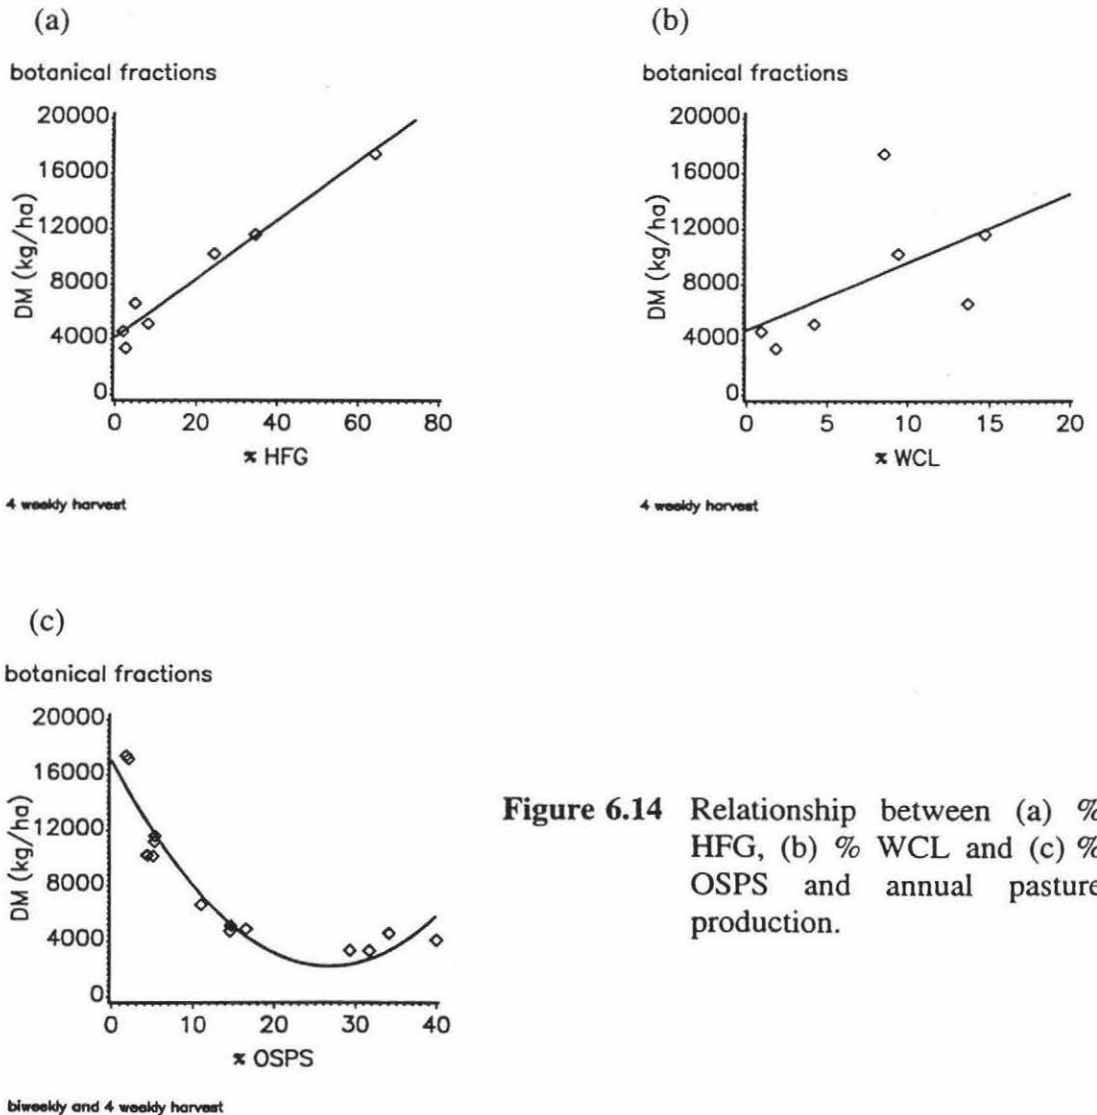 (a)
botanical fractions
20000
16000
12000
8000
4000
0
DM (kg/ha)
0 20 40 60 80
% HFG
4 weekly harvest
(b)
botanical fractions
20000
16000
12000
8000
4000
0
DM (kg/ha)
0 5 10 15 20
% WCL
4 weekly harvest
(c)
botanical fractions
20000
16000
12000
8000
4000
0
DM (kg/ha)
0 10 20 30 40
% OSPS
biweekly and 4 weekly harvest
Figure 6.14 Relationship between (a) %
HFG, (b) % WCL and (c) %
OSPS and annual pasture
production.